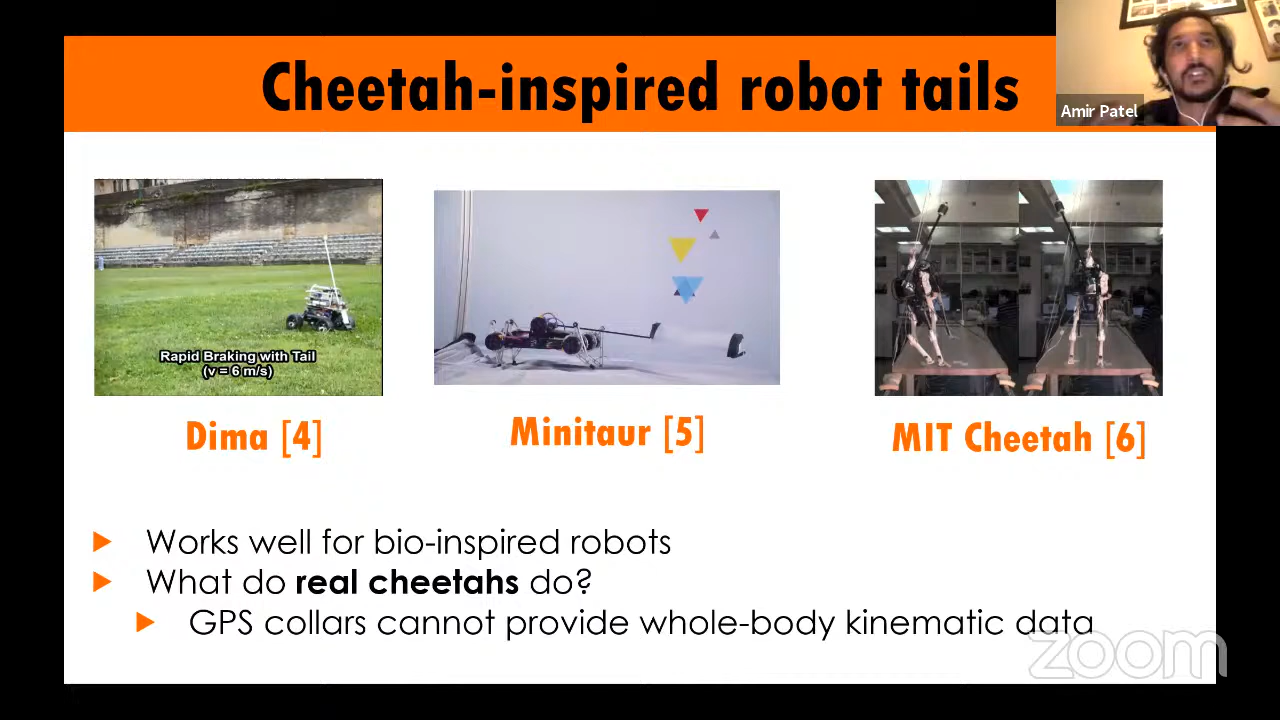 Cheetah-inspired robot tails
Amir Patel
Rapid Braking with Tail
(v = 6 m/s)
Dima [4]
Minitaur [5]
MIT Cheetah [6]
Works well for bio-inspired robots
What do real cheetahs do?
GPS collars cannot provide whole-body kinematic data
zoom